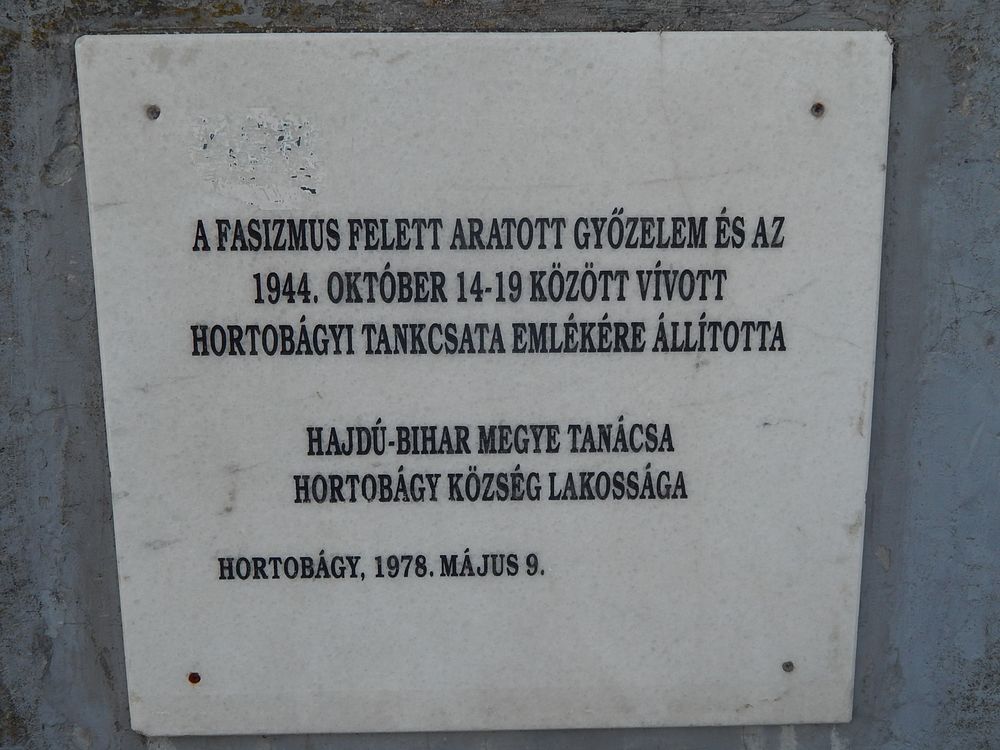 A FASIZMUS FELETT ARATOTT GYŐZELEM ÉS AZ
1944. OKTÓBER 14-19 KÖZÖTT VÍVOTT
HORTOBÁGYI TANKCSATA EMLÉKÉRE ÁLLÍTOTTA
HAJDÚ-BIHAR MEGYE TANÁCSA
HORTOBÁGY KÖZSÉG LAKOSSÁGA
HORTOBÁGY, 1978. MÁJUS 9.